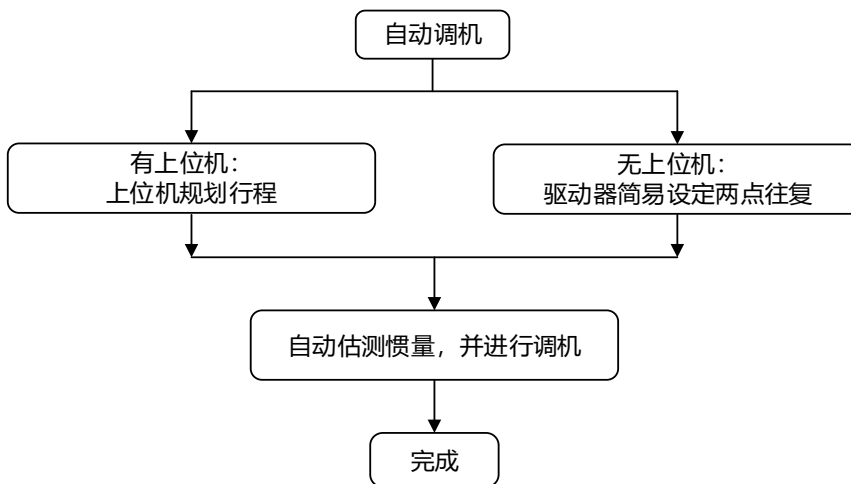 自动调机
有上位机：
上位机规划行程
无上位机：
驱动器简易设定两点往复
自动估测惯量，并进行调机
完成